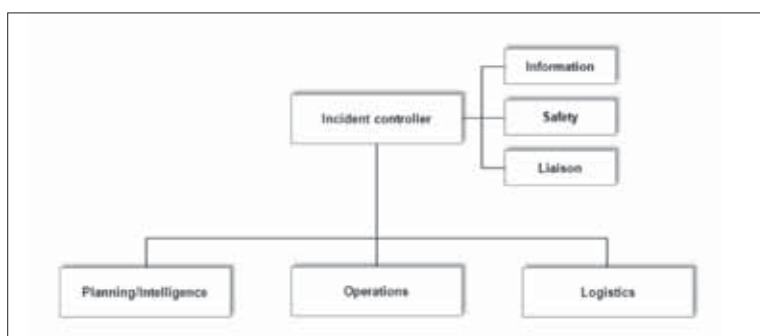 Information
Incident controller
Safety
Liaison
Planning/Intelligence
Operations
Logistics